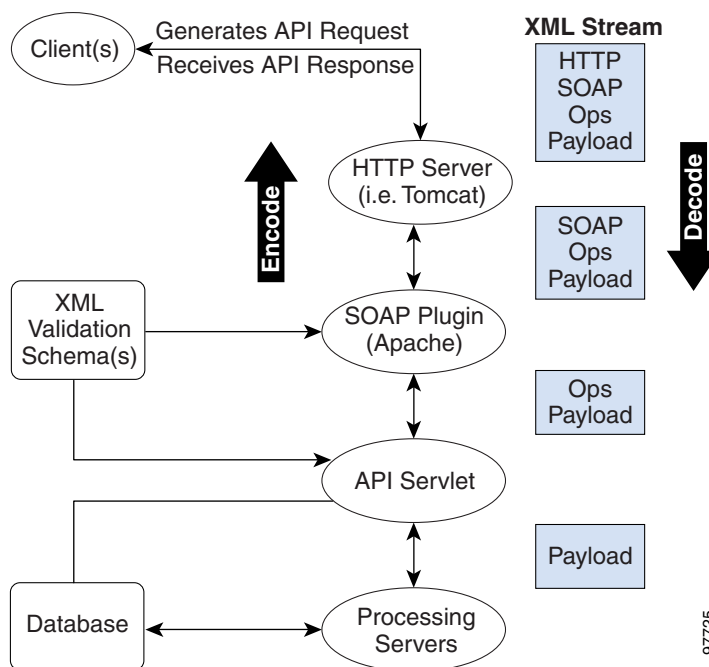 XML Stream
Client(s)
Generates API Request
Receives API Response
HTTP
SOAP
Ops
Payload
HTTP Server
(i.e. Tomcat)
Encode
Decode
SOAP
Ops
Payload
XML
Validation
Schema(s)
SOAP Plugin
(Apache)
Ops
Payload
API Servlet
Payload
Database
Processing
Servers
97725